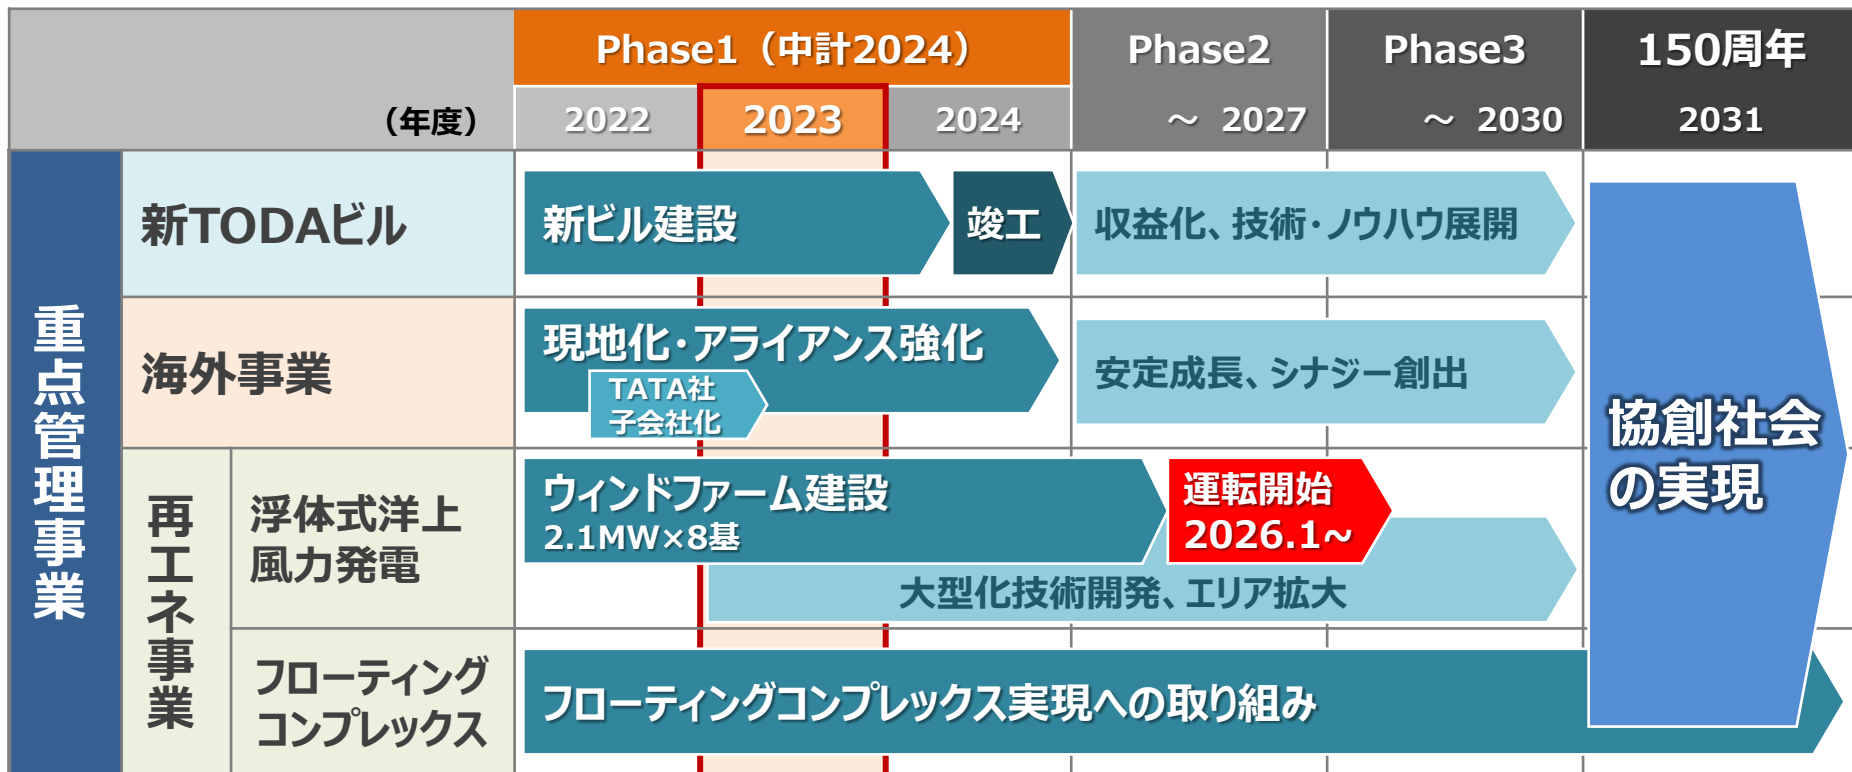 Phase1（中計2024）
Phase2
Phase3
150周年
（年度）
2022
2023
2024
～ 2027
～ 2030
2031
重点管理事業
新TODAビル
新ビル建設
竣工
収益化、技術・ノウハウ展開
海外事業
現地化・アライアンス強化
TATA社
子会社化
安定成長、シナジー創出
協創社会
の実現
再エネ事業
浮体式洋上
風力発電
ウィンドファーム建設
2.1MW×8基
運転開始
2026.1~
大型化技術開発、エリア拡大
フローティング
コンプレックス
フローティングコンプレックス実現への取り組み